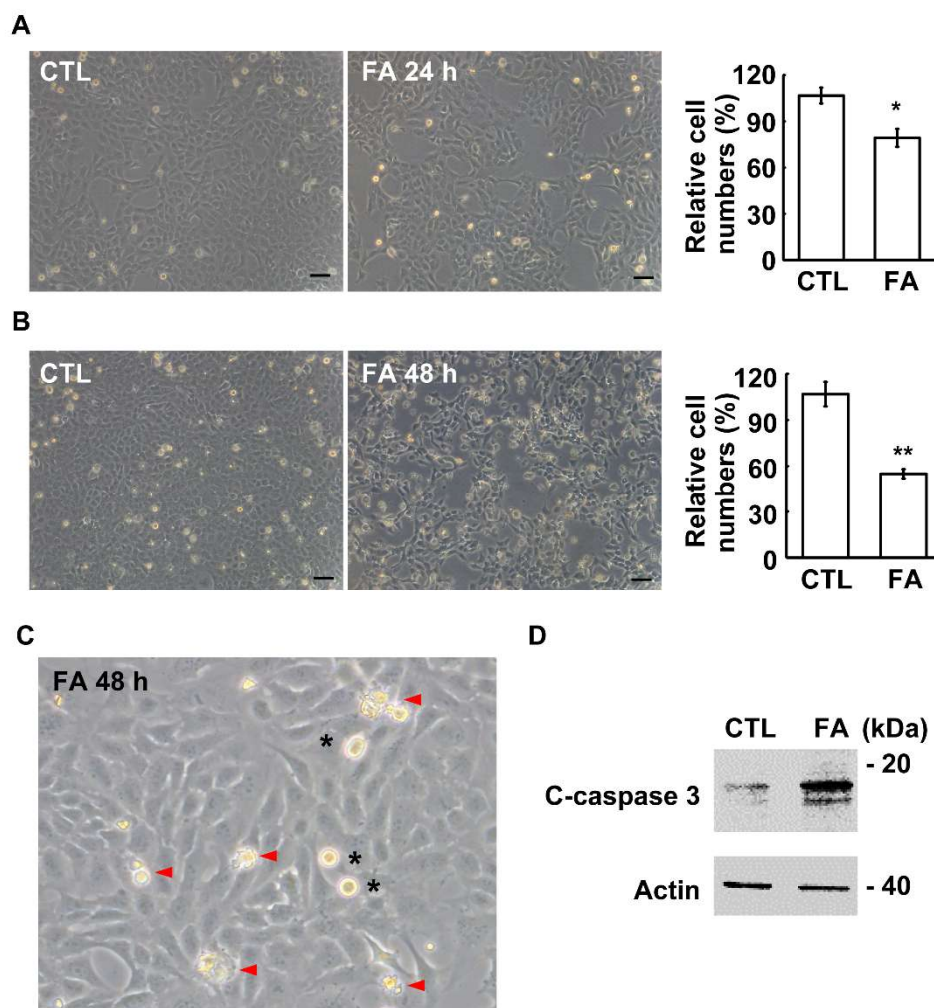 A
CTL
FA 24 h
Relative cell
numbers (%)
120
90
60
30
0
*
CTL FA
B
CTL
FA 48 h
Relative cell
numbers (%)
120
90
60
30
0
**
CTL FA
C
FA 48 h
*
*
*
D
CTL FA (kDa)
- 20
C-caspase 3
Actin
- 40